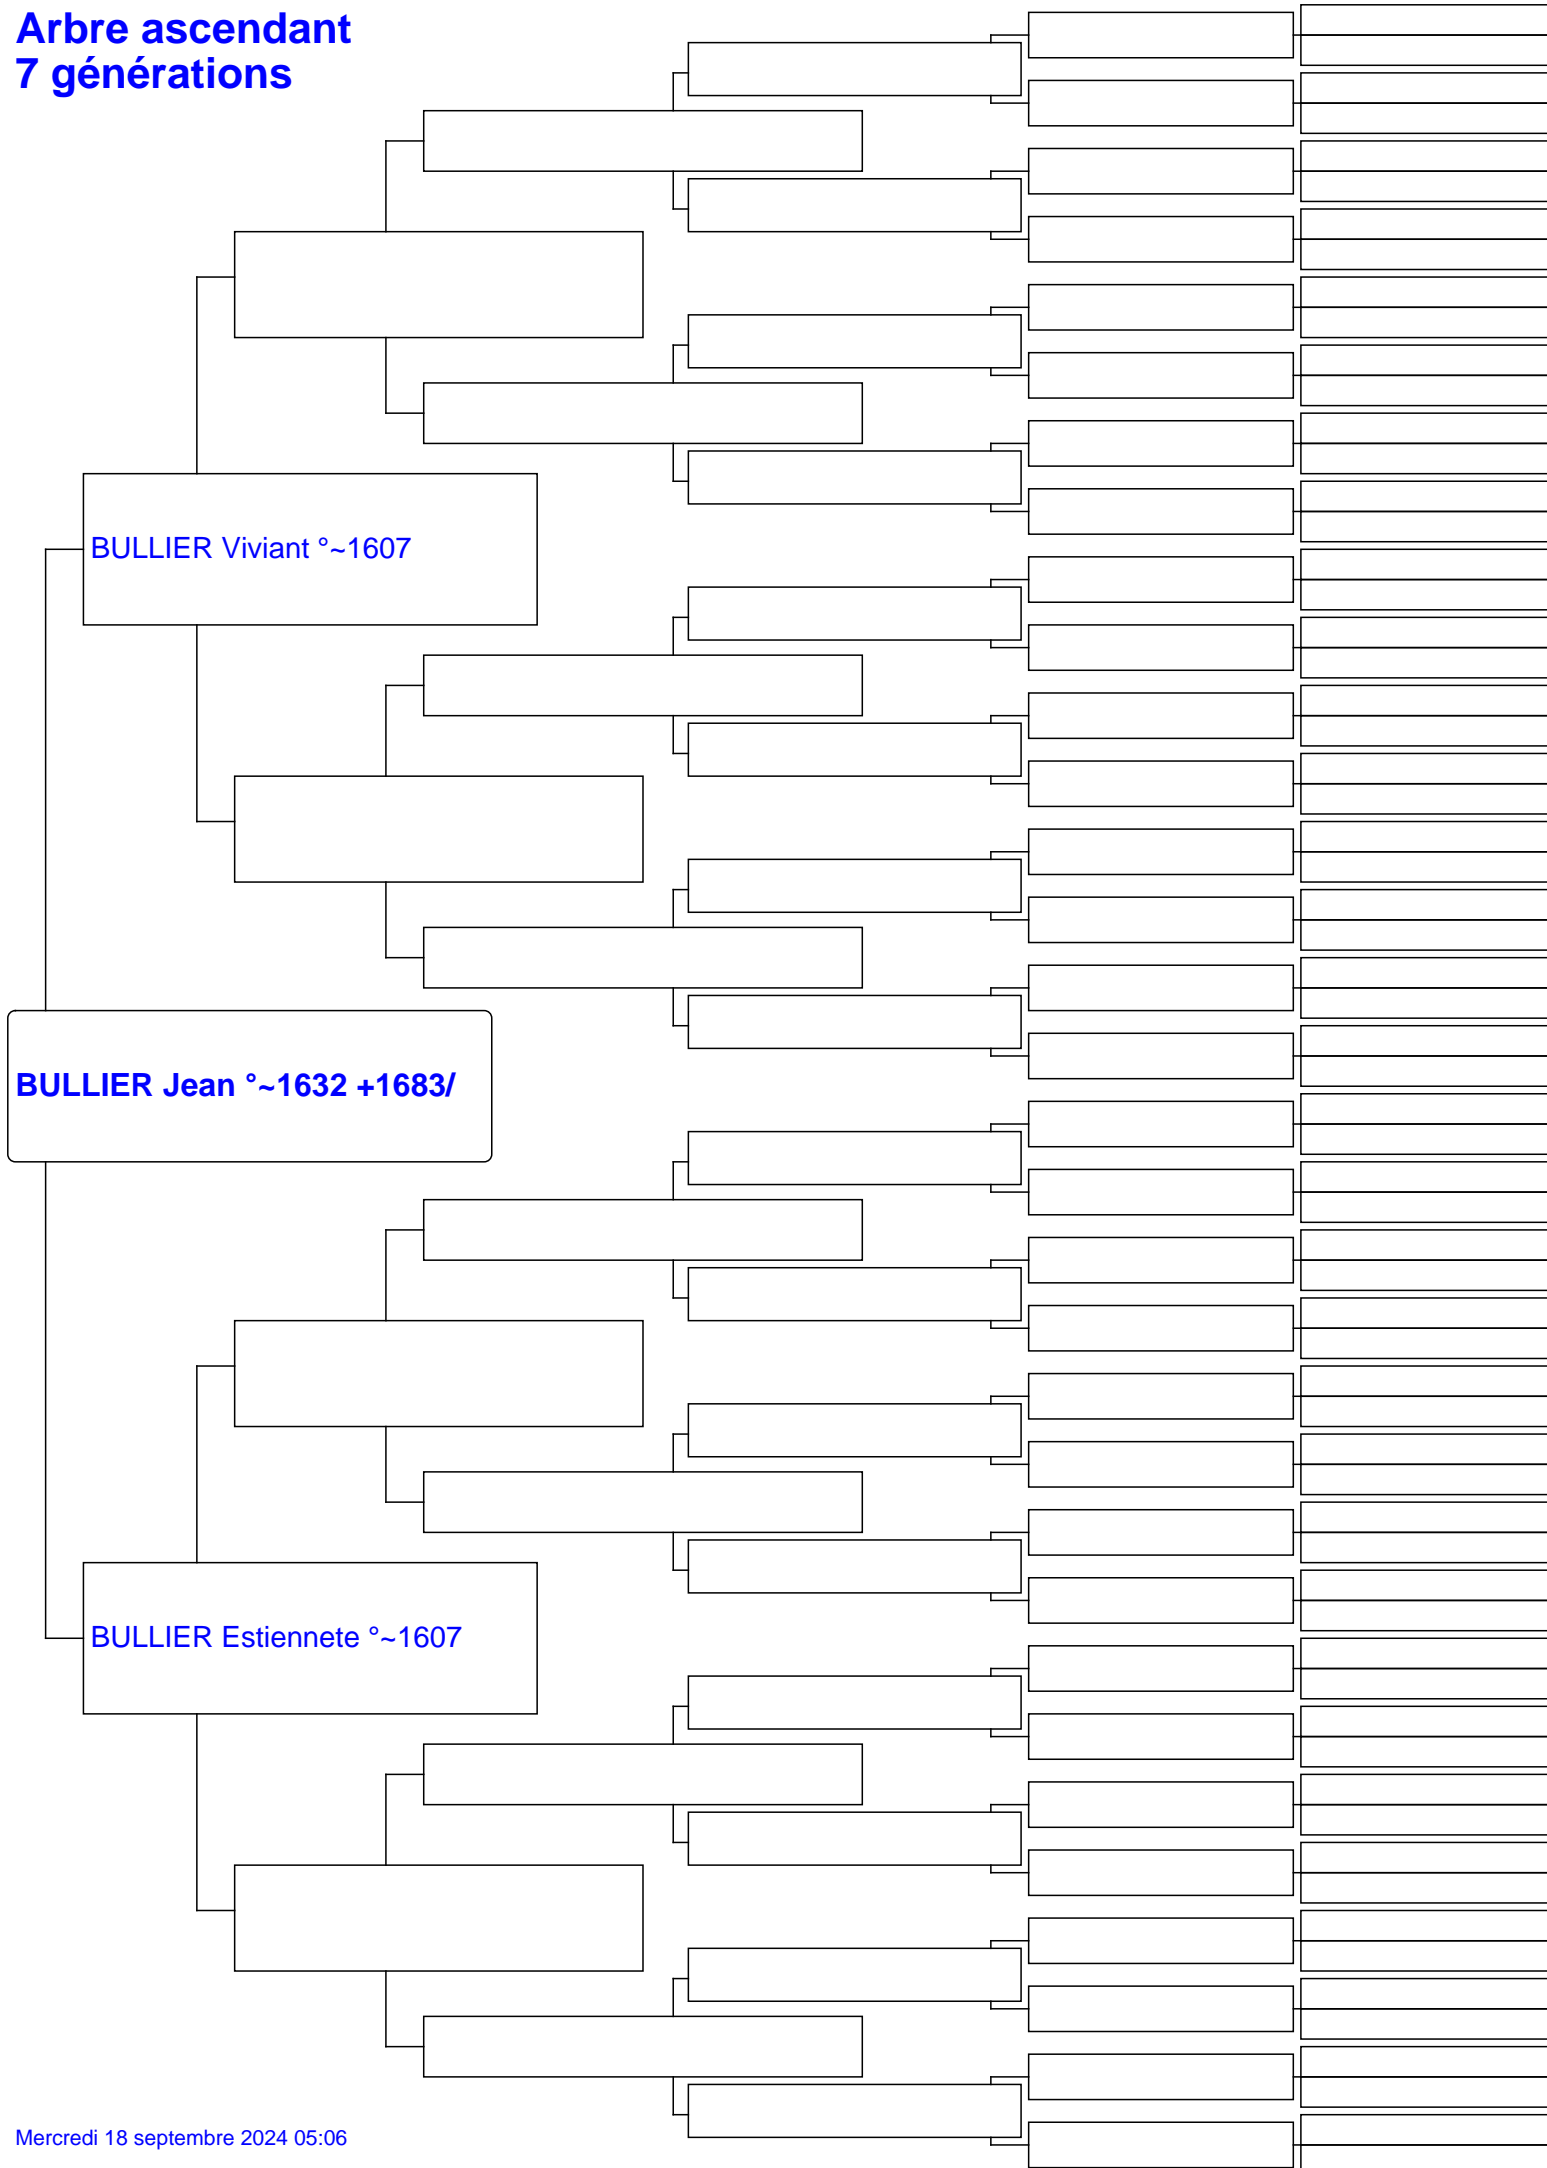 Arbre ascendant
7 générations
BULLIER Viviant °~1607
BULLIER Jean °~1632 +1683/
BULLIER Estiennete °~1607
Mercredi 18 septembre 2024 05:06